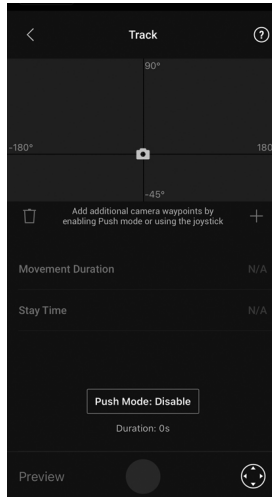 Track
?
90°
-180°
180
-45°
Add additional camera waypoints by
enabling Push mode or using the joystick
Movement Duration
N/A
Stay Time
N/A
Push Mode: Disable
Duration: 0s
Preview